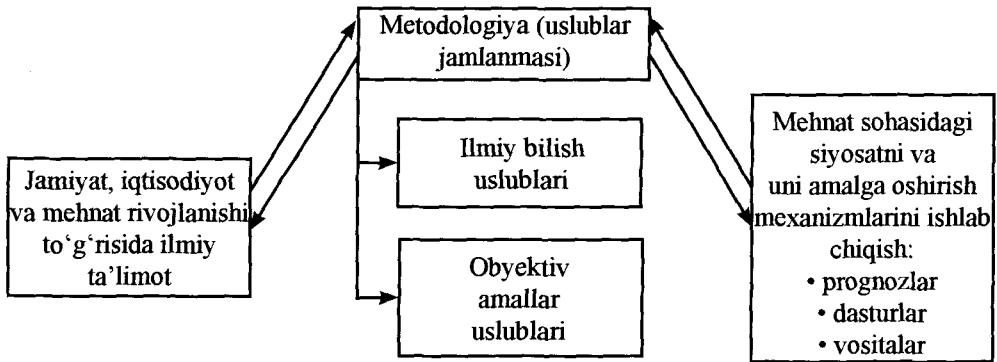 Metodologiya (uslublar
jamlanmasi)
Jamiyat, iqtisodiyot
va mehnat rivojlanishi
to‘g‘risida ilmiy
ta’limot
Ilmiy bilish
uslublari
Obyektiv
amallar
uslublari
Mehnat sohasidagi
siyosatni va
uni amalga oshirish
mexanizmlarini ishlab
chiqish:
• prognozlar
• dasturlar
• vositalar